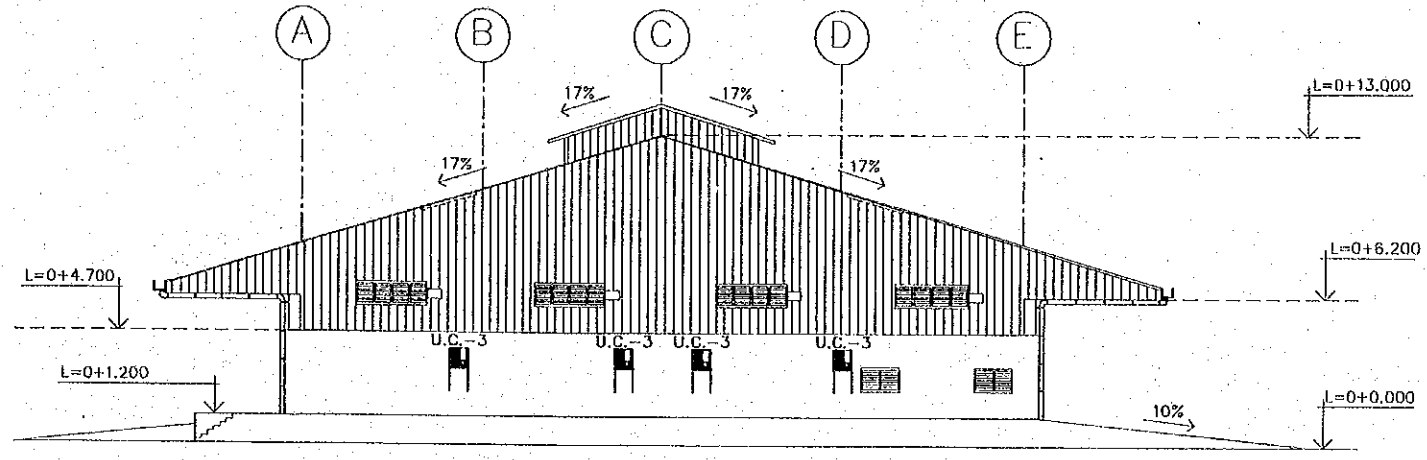 A B C D E
17% 17%
L=0+13.000
17% 17%
L=0+4.700
L=0+6.200
U.C.-3 U.C.-3 U.C.-3 U.C.-3
L=0+1.200
10%
L=0+0.000